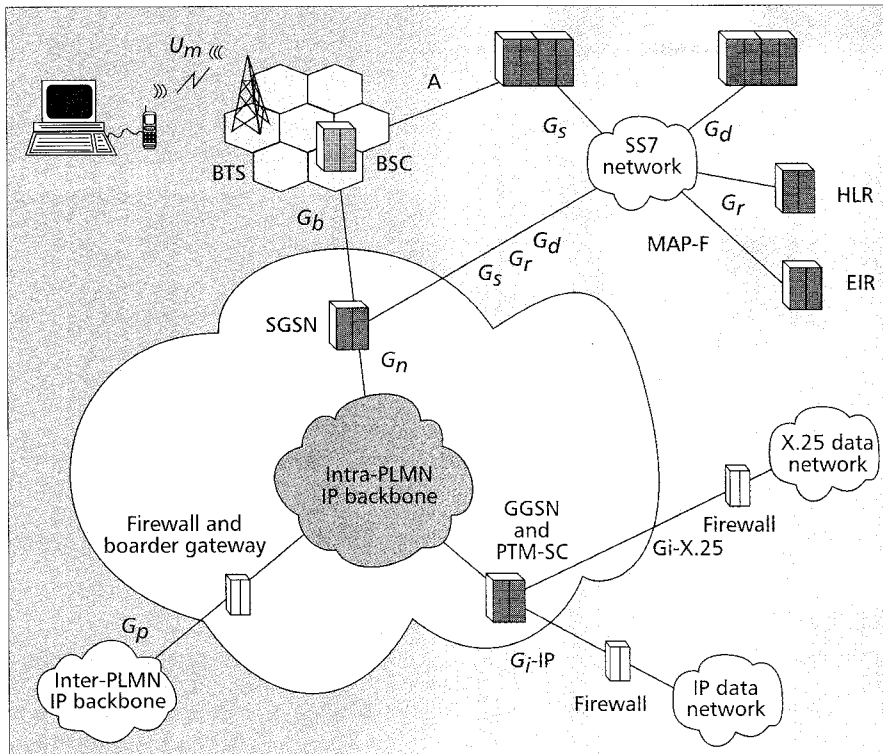 Um
A
BTS
BSC
Gs
Gd
SS7
network
Gr
HLR
MAP-F
EIR
Gb
Gd
Gr
Gs
SGSN
Gn
Intra-PLMN
IP backbone
X.25 data
network
Firewall and
boarder gateway
GGSN
and
PTM-SC
Firewall
Gi-X.25
Gp
Inter-PLMN
IP backbone
Gi-IP
Firewall
IP data
network